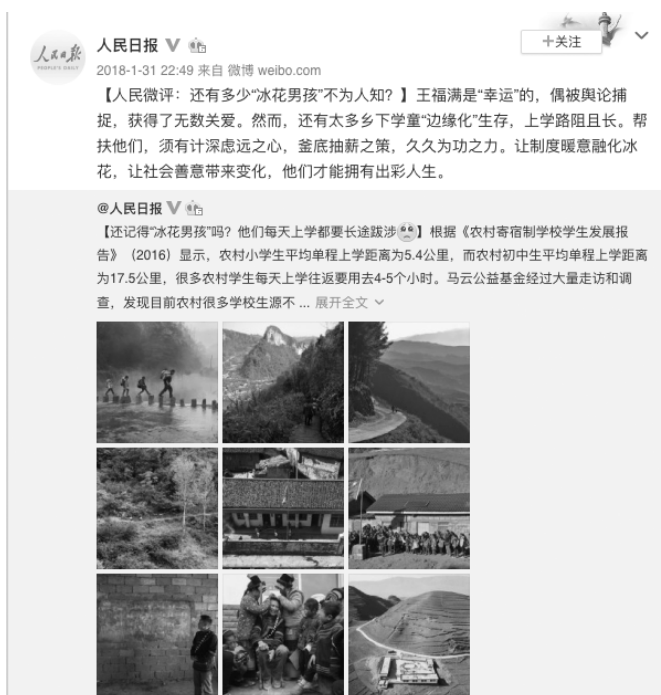 人民日报
PEOPLE'S DAILY
人民日报
+关注
2018-1-31 22:49 来自 微博 weibo.com
【人民微评：还有多少“冰花男孩”不为人知？】王福满是“幸运”的，偶被舆论捕
捉，获得了无数关爱。然而，还有太多乡下学童“边缘化”生存，上学路阻且长。帮
扶他们，须有计深虑远之心，釜底抽薪之策，久久为功之力。让制度暖意融化冰
花，让社会善意带来变化，他们才能拥有出彩人生。
@人民日报
【还记得“冰花男孩”吗？他们每天上学都要长途跋涉】根据《农村寄宿制学校学生发展报
告》（2016）显示，农村小学生平均单程上学距离为5.4公里，而农村初中生平均单程上学距离
为17.5公里，很多农村学生每天上学往返要用去4-5个小时。马云公益基金经过大量走访和调
查，发现目前农村很多学校生源不 ... 展开全文